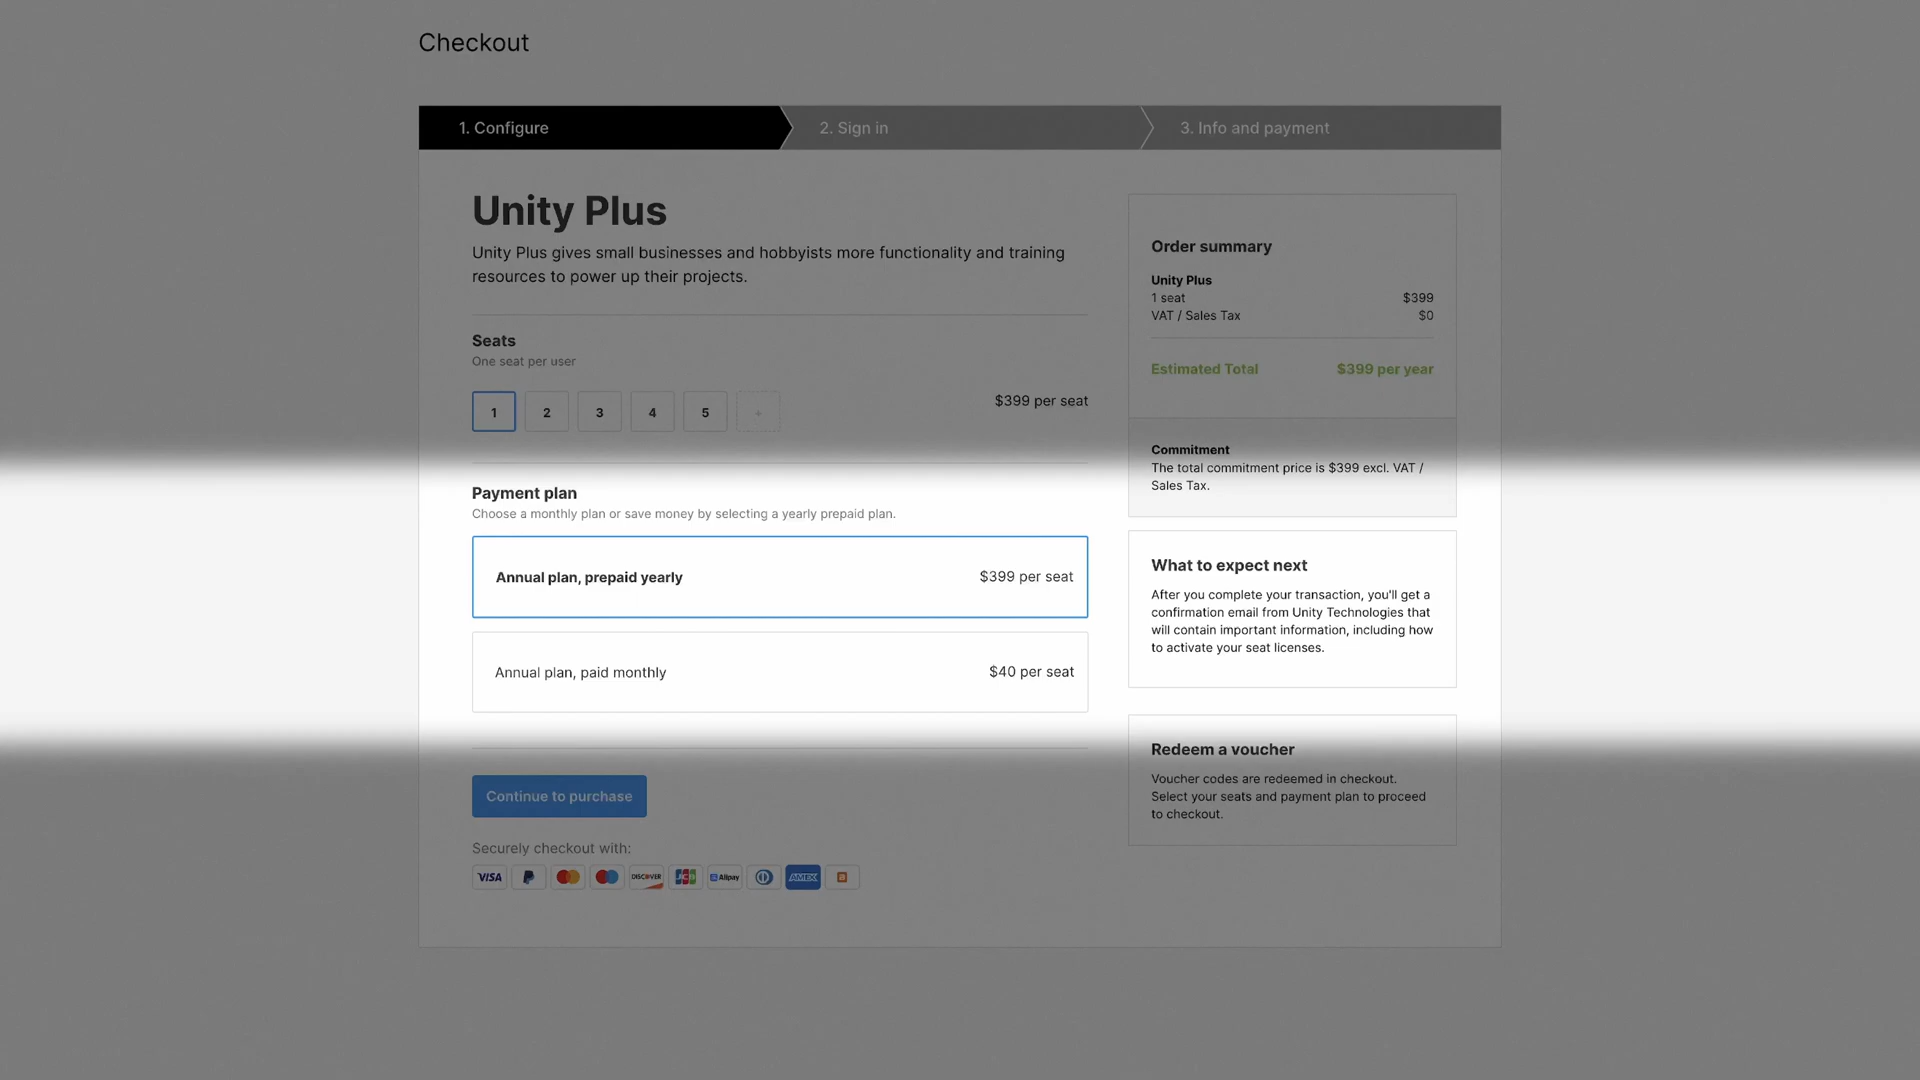 Checkout
1. Configure
2. Sign in
3. Info and payment
Unity Plus
Unity Plus gives small businesses and hobbyists more functionality and training
resources to power up their projects.
Seats
One seat per user
1
2
3
4
5
+
$399 per seat
Payment plan
Choose a monthly plan or save money by selecting a yearly prepaid plan.
Annual plan, prepaid yearly
$399 per seat
Annual plan, paid monthly
$40 per seat
Continue to purchase
Securely checkout with:
VISA
DISCOVER
JCB
Alipay
AMEX
Order summary
Unity Plus
1 seat $399
VAT / Sales Tax $0
Estimated Total $399 per year
Commitment
The total commitment price is $399 excl. VAT /
Sales Tax.
What to expect next
After you complete your transaction, you'll get a
confirmation email from Unity Technologies that
will contain important information, including how
to activate your seat licenses.
Redeem a voucher
Voucher codes are redeemed in checkout.
Select your seats and payment plan to proceed
to checkout.